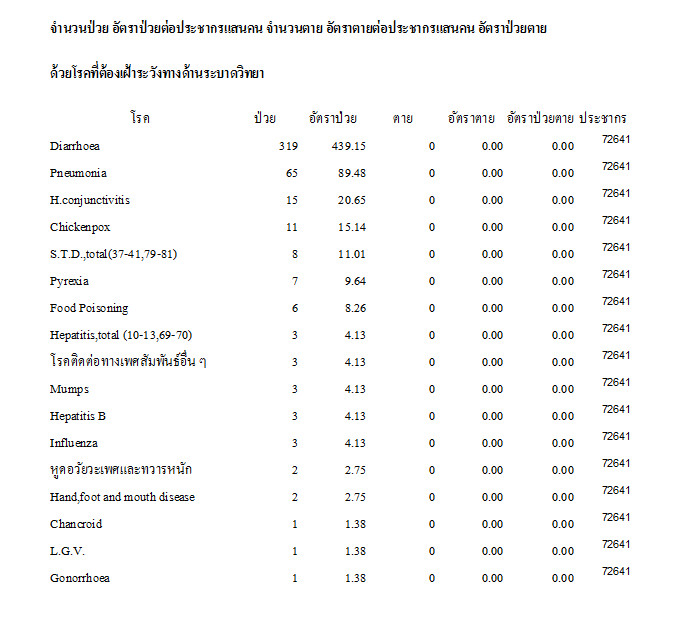 จำนวนป่วย อัตราป่วยต่อประชากรแสนคน จำนวนตาย อัตราตายต่อประชากรแสนคน อัตราป่วยตาย
ด้วยโรคที่ต้องเฝ้าระวังทางด้านระบาดวิทยา
โรค ป่วย อัตราป่วย ตาย อัตราตาย อัตราป่วยตาย ประชากร
Diarrhoea 319 439.15 0 0.00 0.00 72641
Pneumonia 65 89.48 0 0.00 0.00 72641
H.conjunctivitis 15 20.65 0 0.00 0.00 72641
Chickenpox 11 15.14 0 0.00 0.00 72641
S.T.D.,total(37-41,79-81) 8 11.01 0 0.00 0.00 72641
Pyrexia 7 9.64 0 0.00 0.00 72641
Food Poisoning 6 8.26 0 0.00 0.00 72641
Hepatitis,total (10-13,69-70) 3 4.13 0 0.00 0.00 72641
โรคติดต่อทางเพศสัมพันธ์อื่น ๆ 3 4.13 0 0.00 0.00 72641
Mumps 3 4.13 0 0.00 0.00 72641
Hepatitis B 3 4.13 0 0.00 0.00 72641
Influenza 3 4.13 0 0.00 0.00 72641
หูดอวัยวะเพศและทวารหนัก 2 2.75 0 0.00 0.00 72641
Hand,foot and mouth disease 2 2.75 0 0.00 0.00 72641
Chancroid 1 1.38 0 0.00 0.00 72641
L.G.V. 1 1.38 0 0.00 0.00 72641
Gonorrhoea 1 1.38 0 0.00 0.00 72641